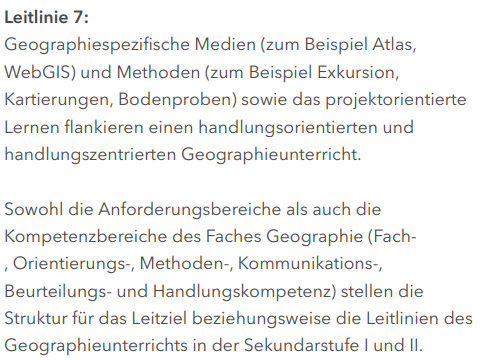 Leitlinie 7:
Geographiespezifische Medien (zum Beispiel Atlas,
WebGIS) und Methoden (zum Beispiel Exkursion,
Kartierungen, Bodenproben) sowie das projektorientierte
Lernen flankieren einen handlungsorientierten und
handlungszentrierten Geographieunterricht.
Sowohl die Anforderungsbereiche als auch die
Kompetenzbereiche des Faches Geographie (Fach-
, Orientierungs-, Methoden-, Kommunikations-,
Beurteilungs- und Handlungskompetenz) stellen die
Struktur für das Leitziel beziehungsweise die Leitlinien des
Geographieunterrichts in der Sekundarstufe I und II.